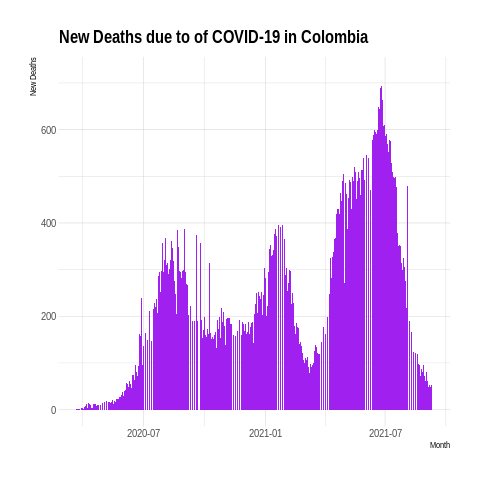 New Deaths due to of COVID-19 in Colombia
New Deaths
600
400
200
0
2020-07
2021-01
2021-07
Month